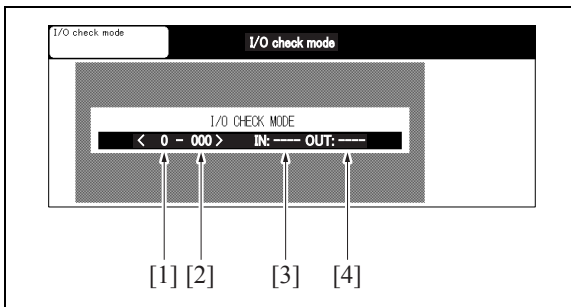 I/O check mode
I/O check mode
I/O CHECK MODE
< 0 - 000 > IN: ---- OUT: ----
[1] [2] [3] [4]